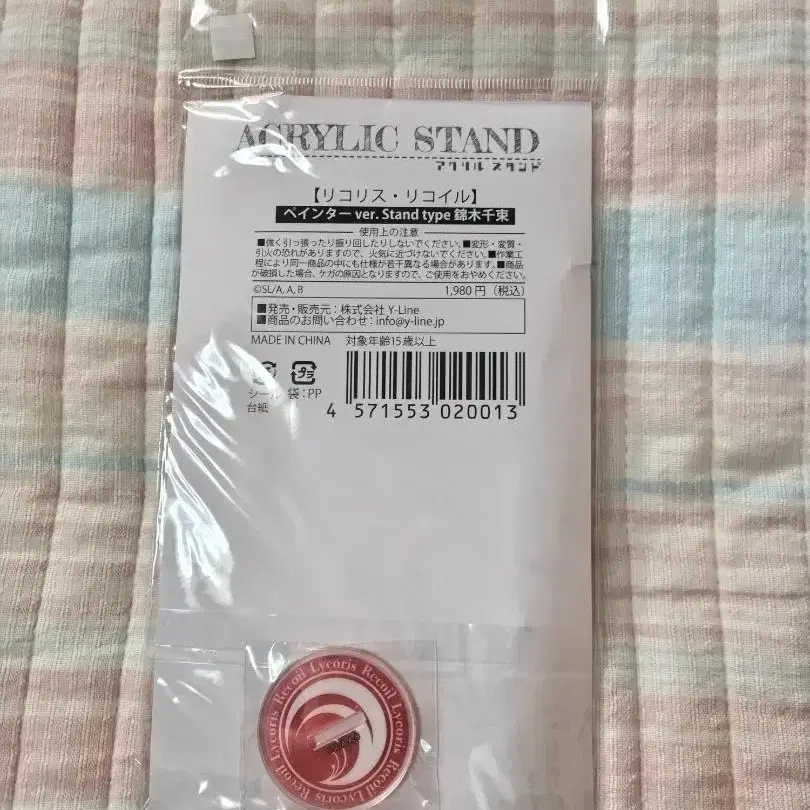 ACRYLIC STAND
アクリル スタンド
【リコリス・リコイル】
ペインター ver. Stand type 錦木千束
使用上の注意
■強く引っ張ったり振り回したりしないでください。■変形・変質・
引火の恐れがありますので、火気に近づけないでください。■作業工
程により同一商品の中にも仕様が若干異なる場合があります。■商品
が破損した場合、ケガの原因となりますので、ご使用をおやめください。
©SL/A, A, B 1,980円（税込）
■発売・販売元：株式会社 Y-Line
■商品のお問い合わせ：info@y-line.jp
MADE IN CHINA 対象年齢15歳以上
プラ
シール 袋：PP
台紙
4 571553 020013
Lycoris Recoil Lycoris Recoil Lycoris Recoil